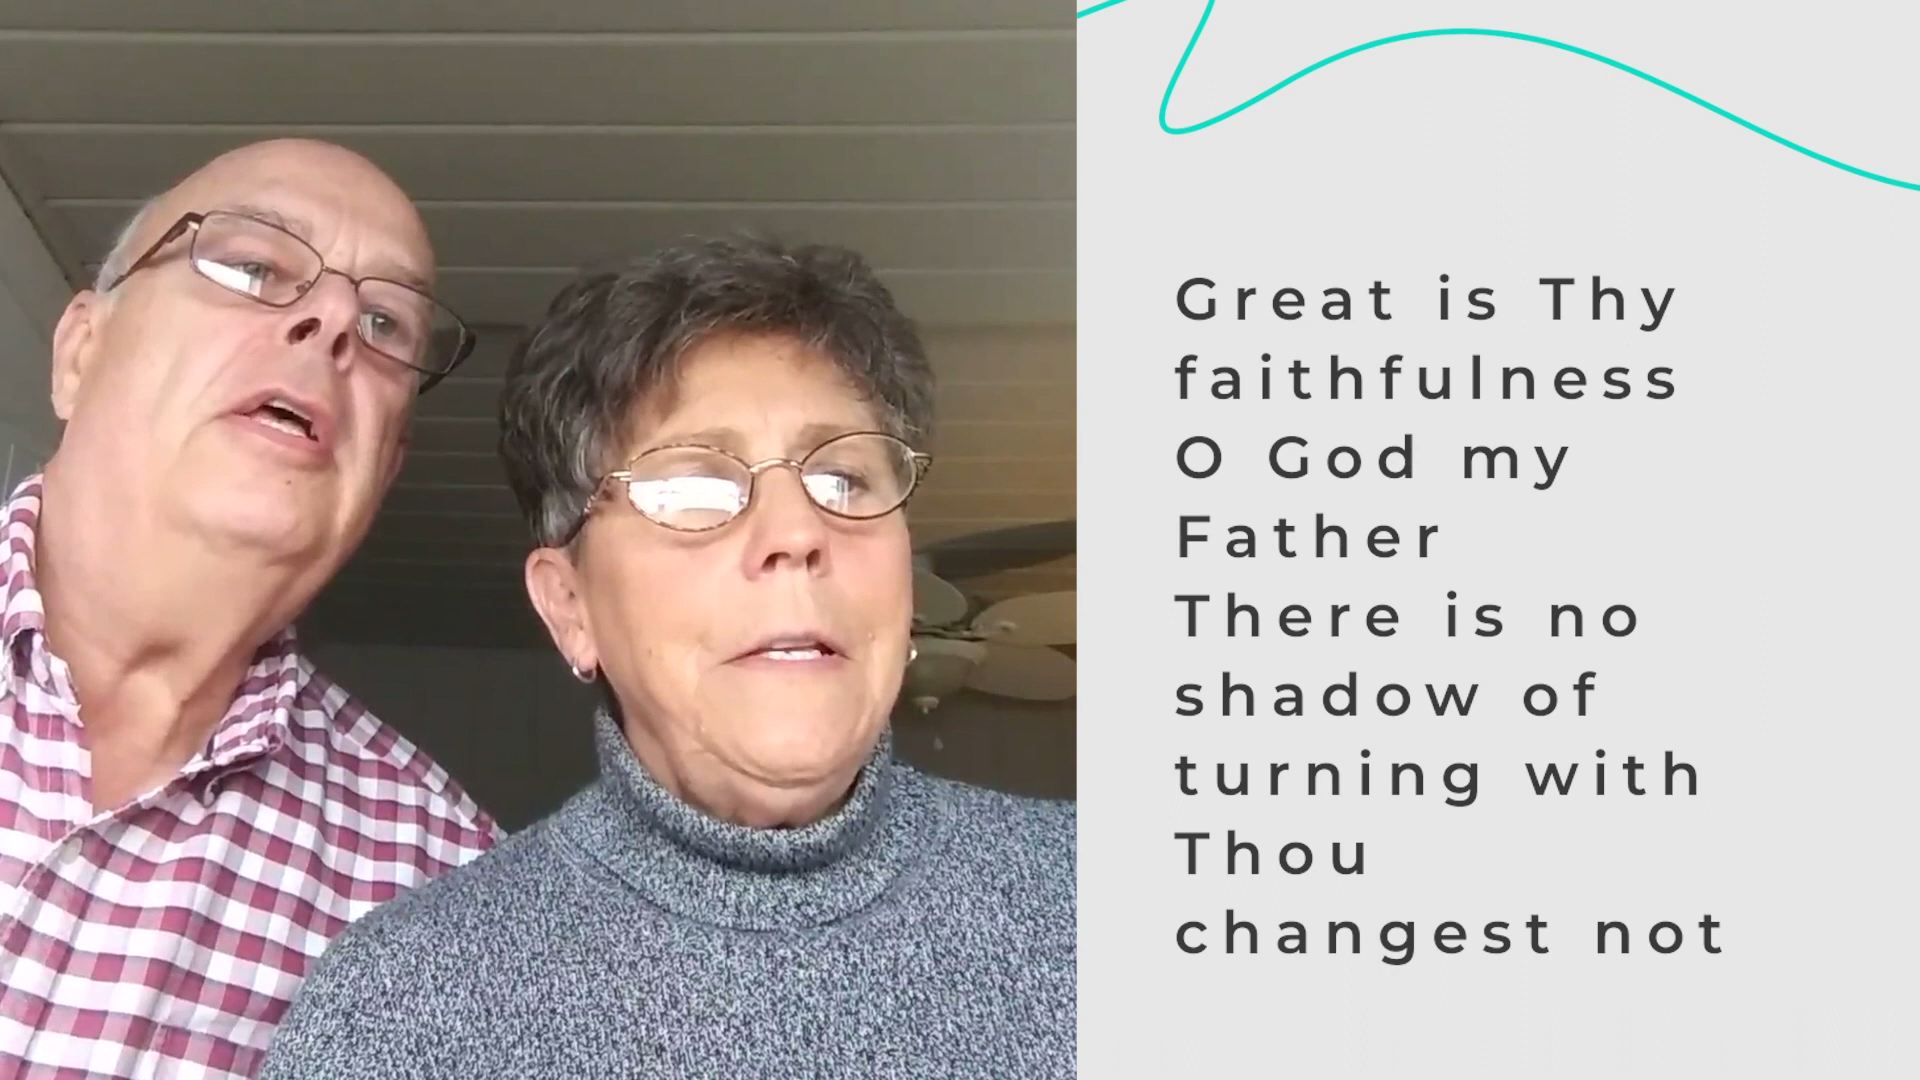 Great is Thy
faithfulness
O God my
Father
There is no
shadow of
turning with
Thou
changest not